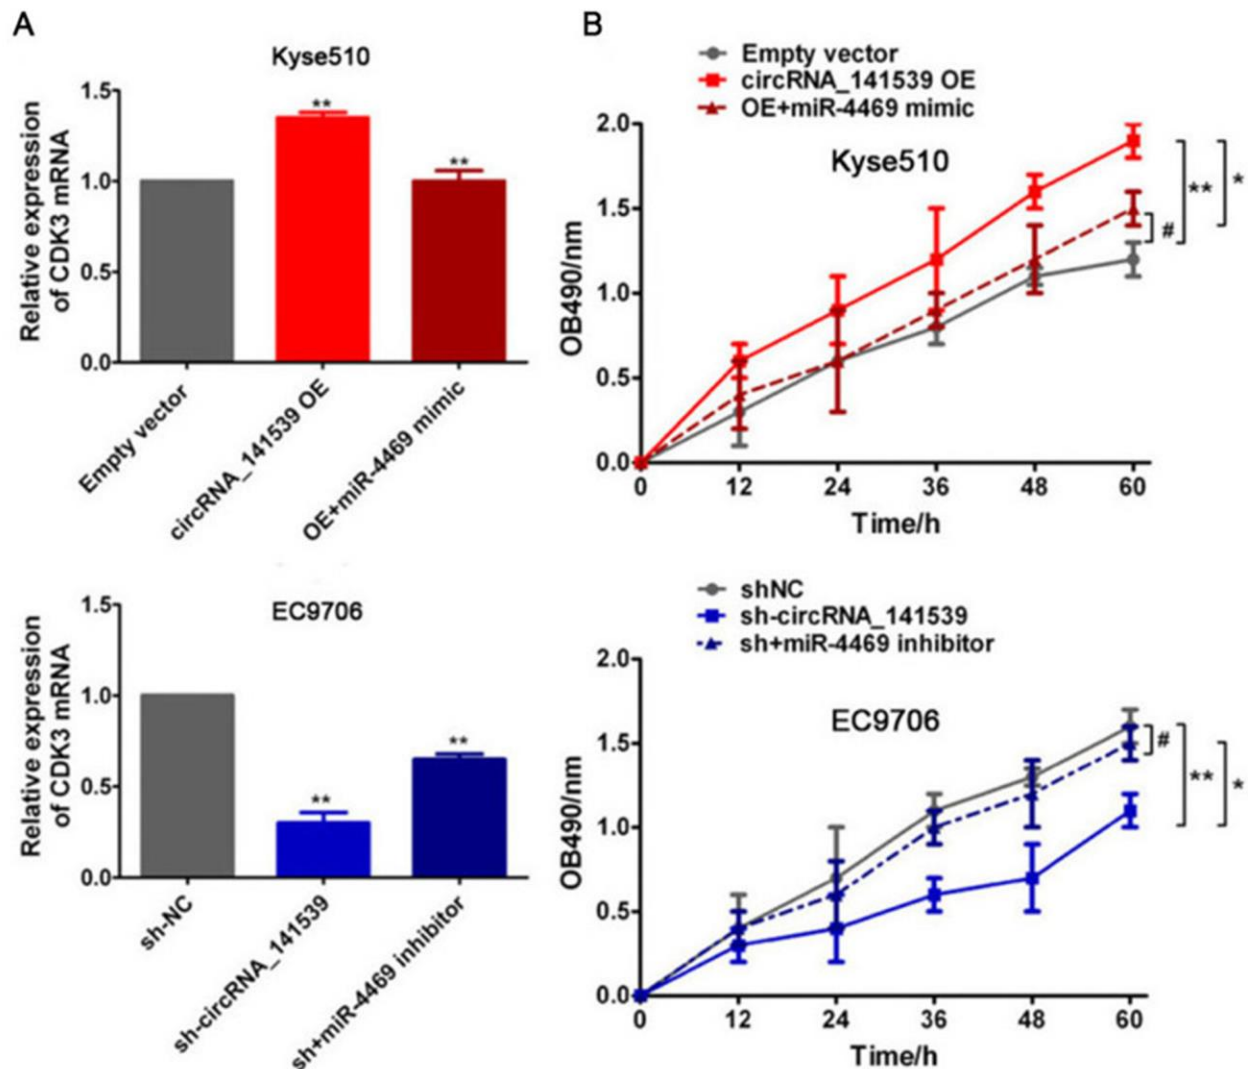 A
Kyse510
Relative expression
of CDK3 mRNA
1.5
1.0
0.5
0.0
**
**
Empty vector
circRNA_141539 OE
OE+miR-4469 mimic
B
Empty vector
circRNA_141539 OE
OE+miR-4469 mimic
Kyse510
OB490/nm
2.0
1.5
1.0
0.5
0.0
0 12 24 36 48 60
Time/h
#
**
*
EC9706
Relative expression
of CDK3 mRNA
1.5
1.0
0.5
0.0
**
**
sh-NC
sh-circRNA_141539
sh+miR-4469 inhibitor
shNC
sh-circRNA_141539
sh+miR-4469 inhibitor
EC9706
OB490/nm
2.0
1.5
1.0
0.5
0.0
0 12 24 36 48 60
Time/h
#
**
*